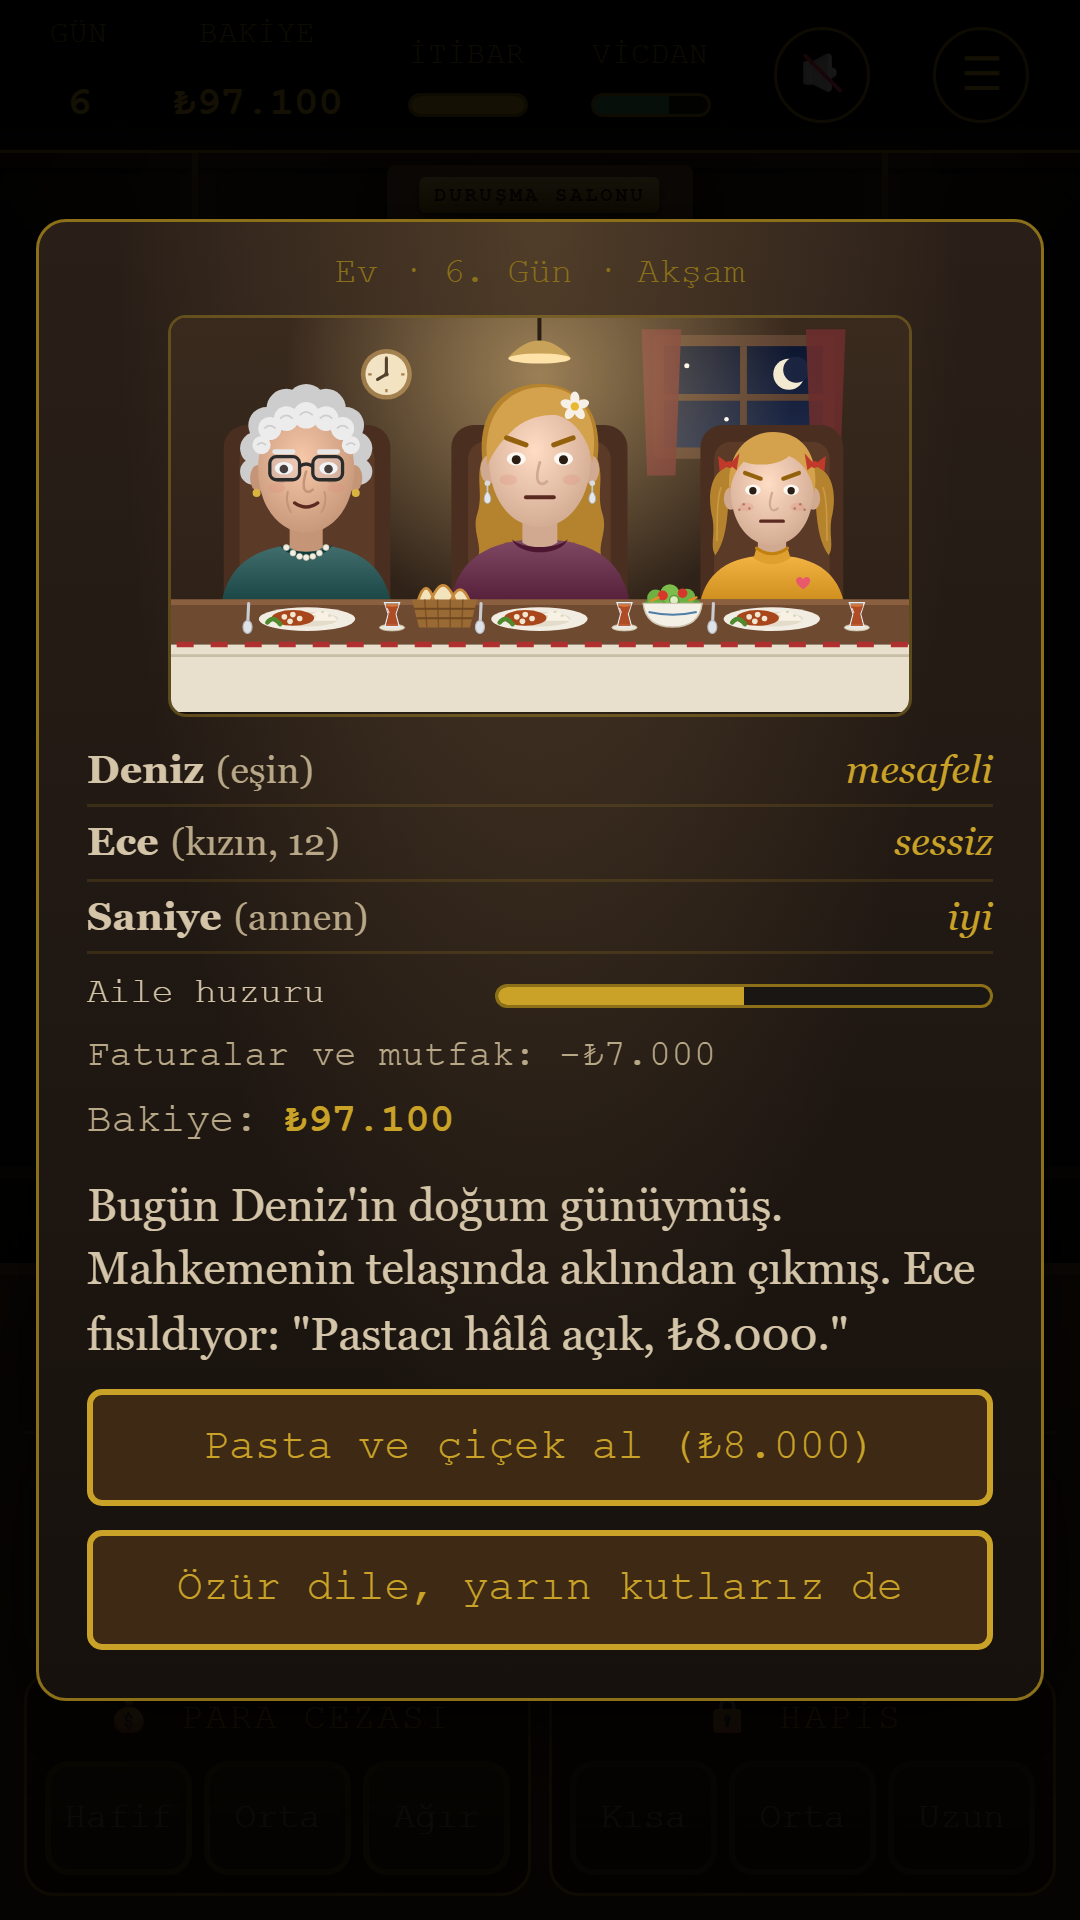 GÜN BAKİYE İTİBAR VİCDAN
6 ₺97.100
DURUŞMA SALONU
Ev · 6. Gün · Akşam
Deniz (eşin) mesafeli
Ece (kızın, 12) sessiz
Saniye (annen) iyi
Aile huzuru
Faturalar ve mutfak: −₺7.000
Bakiye: ₺97.100
Bugün Deniz'in doğum günüymüş.
Mahkemenin telaşında aklından çıkmış. Ece
fısıldıyor: "Pastacı hâlâ açık, ₺8.000."
Pasta ve çiçek al (₺8.000)
Özür dile, yarın kutlarız de
PARA CEZASI HAPİS
Hafif Orta Ağır Kısa Orta Uzun